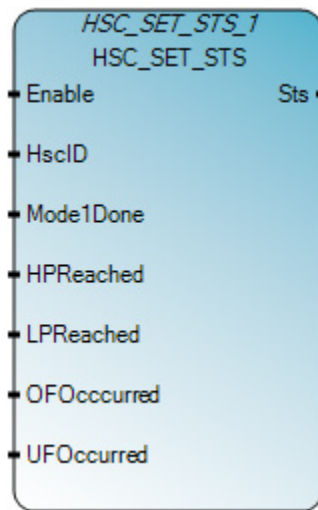 HSC_SET_STS_1
HSC_SET_STS
Enable Sts
HscID
Mode1Done
HPReached
LPReached
OFOcccurred
UFOccurred